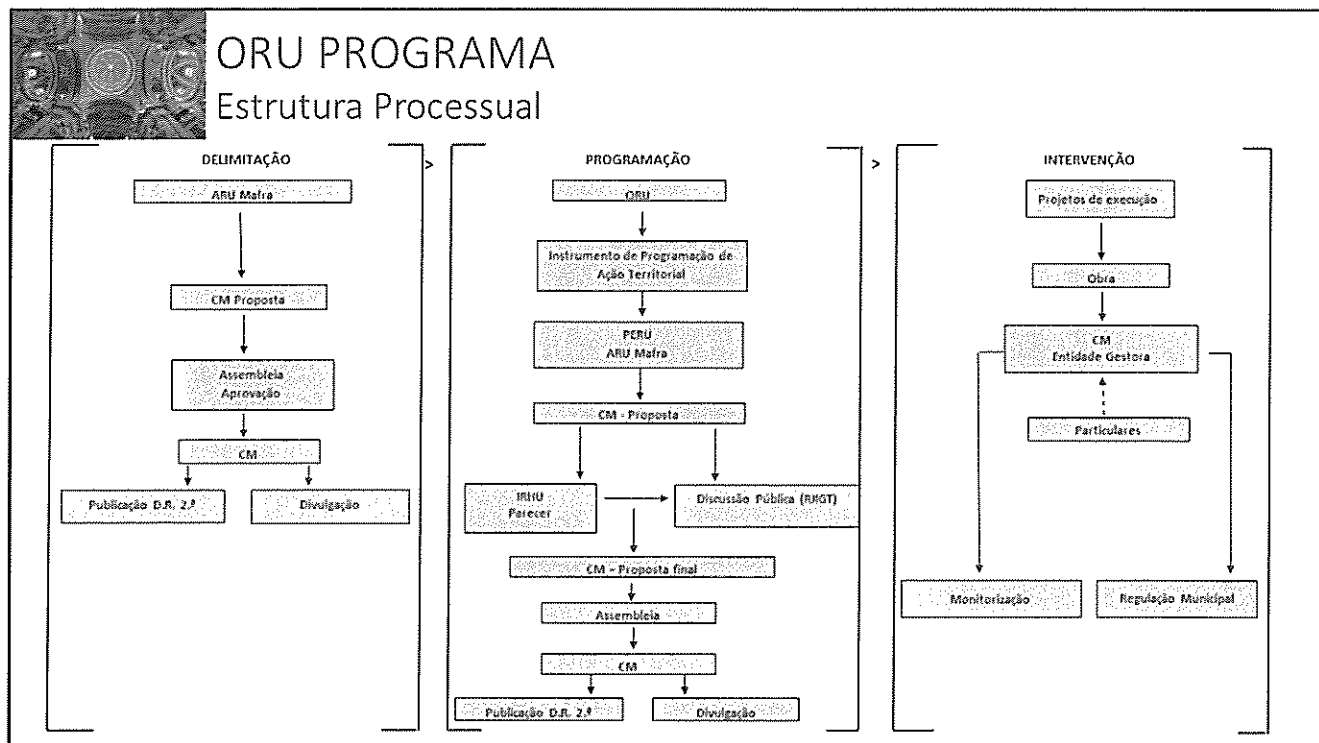 ORU PROGRAMA
Estrutura Processual
DELIMITAÇÃO
ARU Mafra
CM Proposta
Assembleia
Aprovação
CM
Publicação D.R. 2.ª
Divulgação
>
PROGRAMAÇÃO
ORU
Instrumento de Programação de
Ação Territorial
PERU
ARU Mafra
CM - Proposta
IRHU
Parecer
Discussão Pública (RJIGT)
CM – Proposta final
Assembleia
CM
Publicação D.R. 2.ª
Divulgação
>
INTERVENÇÃO
Projetos de execução
Obra
CM
Entidade Gestora
Particulares
Monitorização
Regulação Municipal